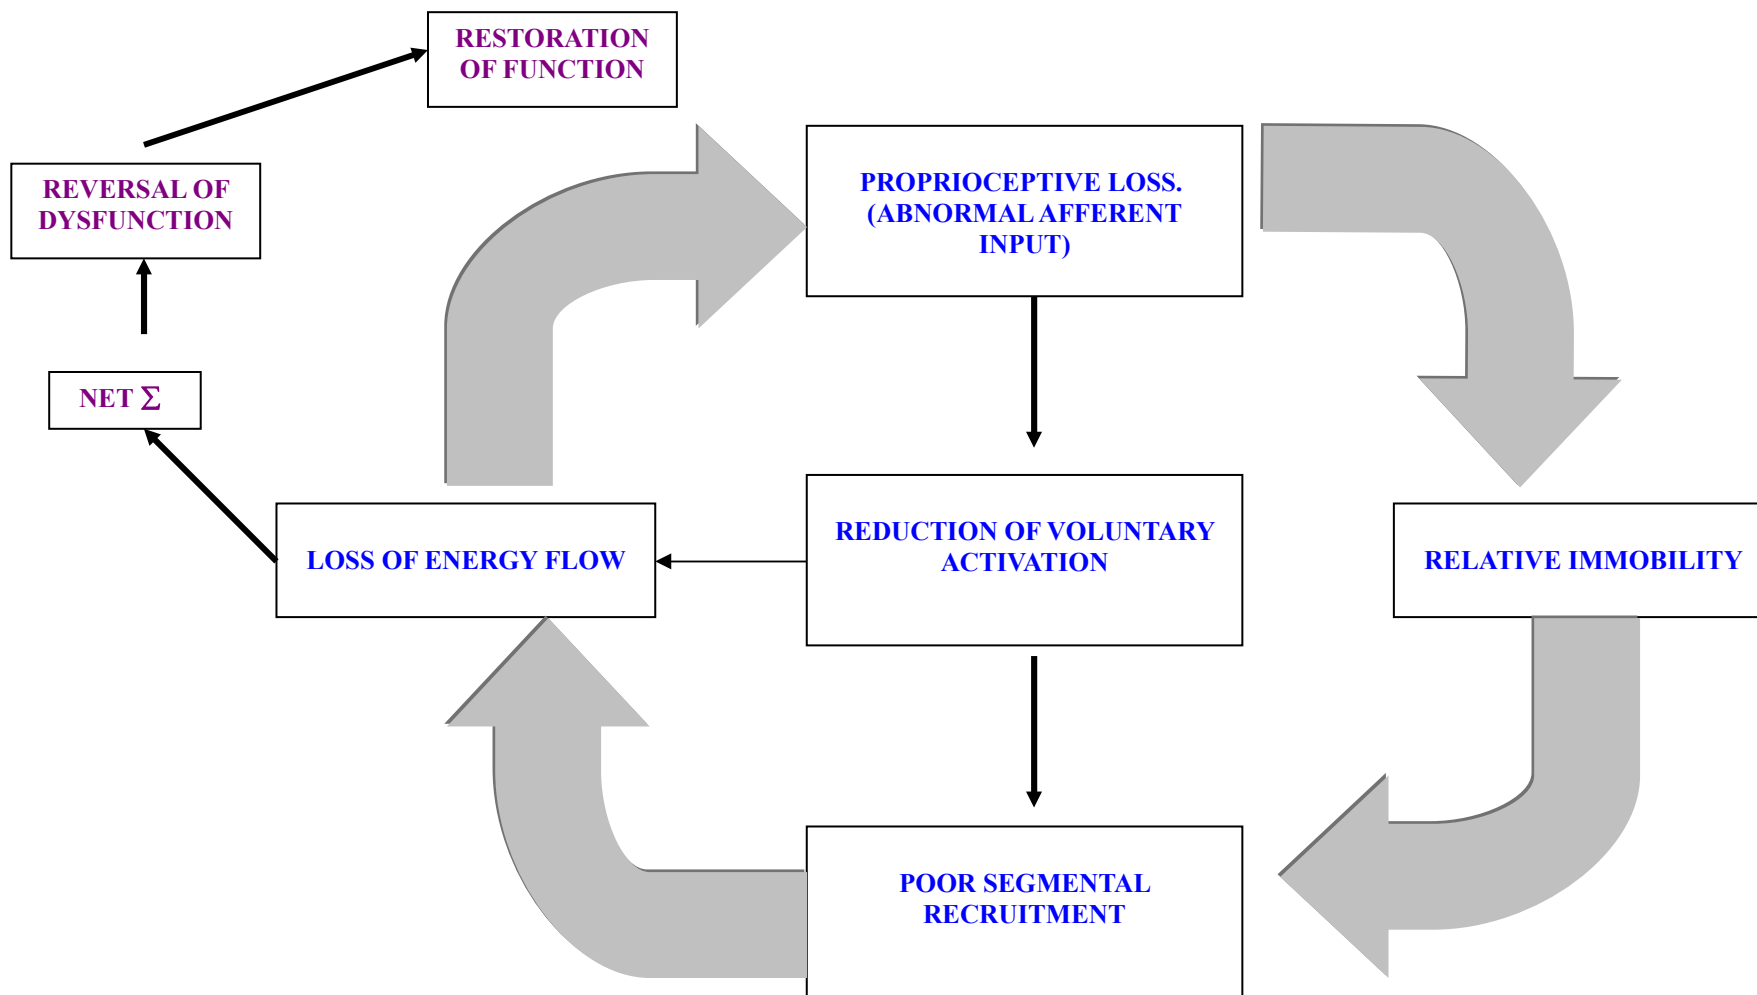 RESTORATION
OF FUNCTION
REVERSAL OF
DYSFUNCTION
PROPRIOCEPTIVE LOSS.
(ABNORMAL AFFERENT
INPUT)
NET Σ
LOSS OF ENERGY FLOW
REDUCTION OF VOLUNTARY
ACTIVATION
RELATIVE IMMOBILITY
POOR SEGMENTAL
RECRUITMENT